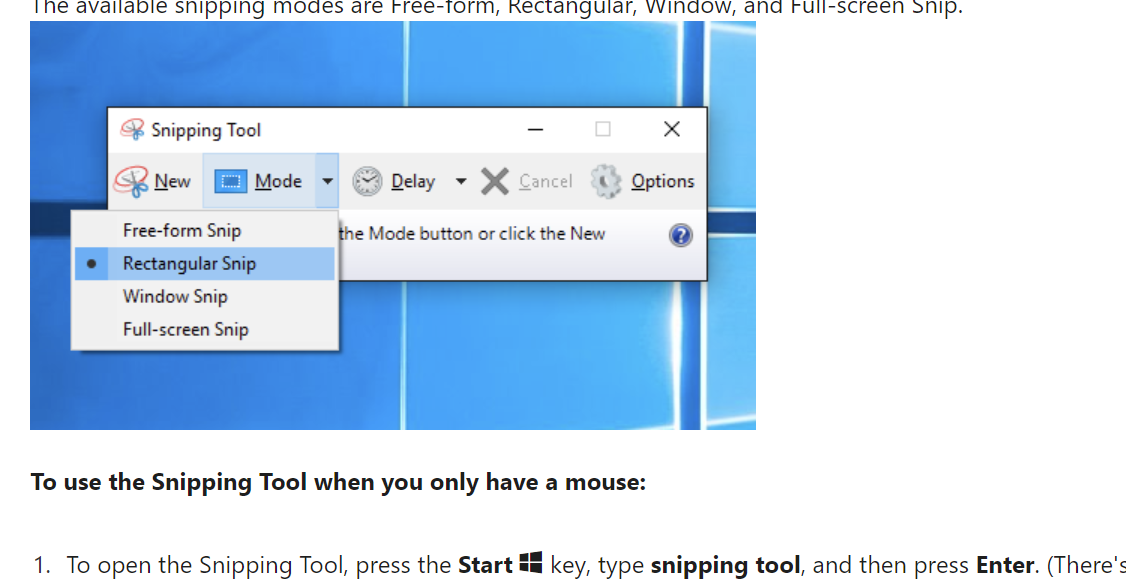 The available snipping modes are Free-form, Rectangular, Window, and Full-screen Snip.
Snipping Tool
New Mode Delay Cancel Options
Free-form Snip
the Mode button or click the New
Rectangular Snip
Window Snip
Full-screen Snip
To use the Snipping Tool when you only have a mouse:
1. To open the Snipping Tool, press the Start key, type snipping tool, and then press Enter. (There's